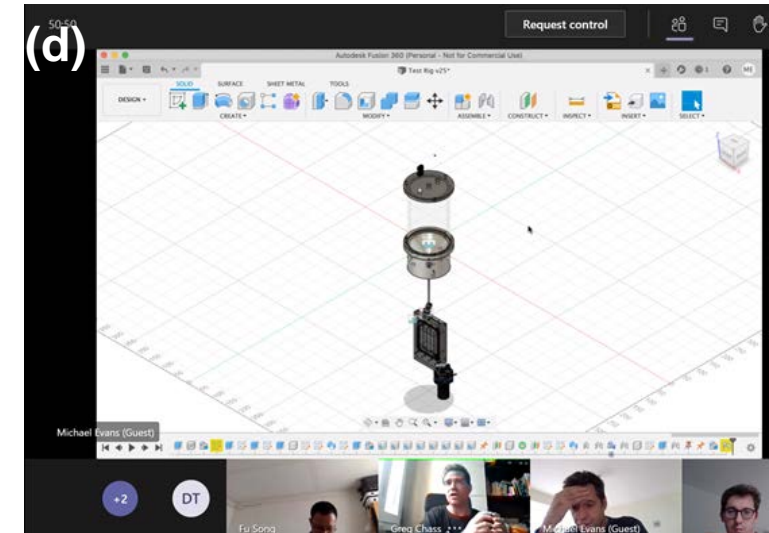 50:50
Request control
(d)
Autodesk Fusion 360 (Personal - Not for Commercial Use)
Test Rig v25*
ME
SOLID SURFACE SHEET METAL TOOLS
DESIGN
CREATE MODIFY ASSEMBLE CONSTRUCT INSPECT INSERT SELECT
Michael Evans (Guest)
+2
DT
Fu Song
Greg Chass
Michael Evans (Guest)